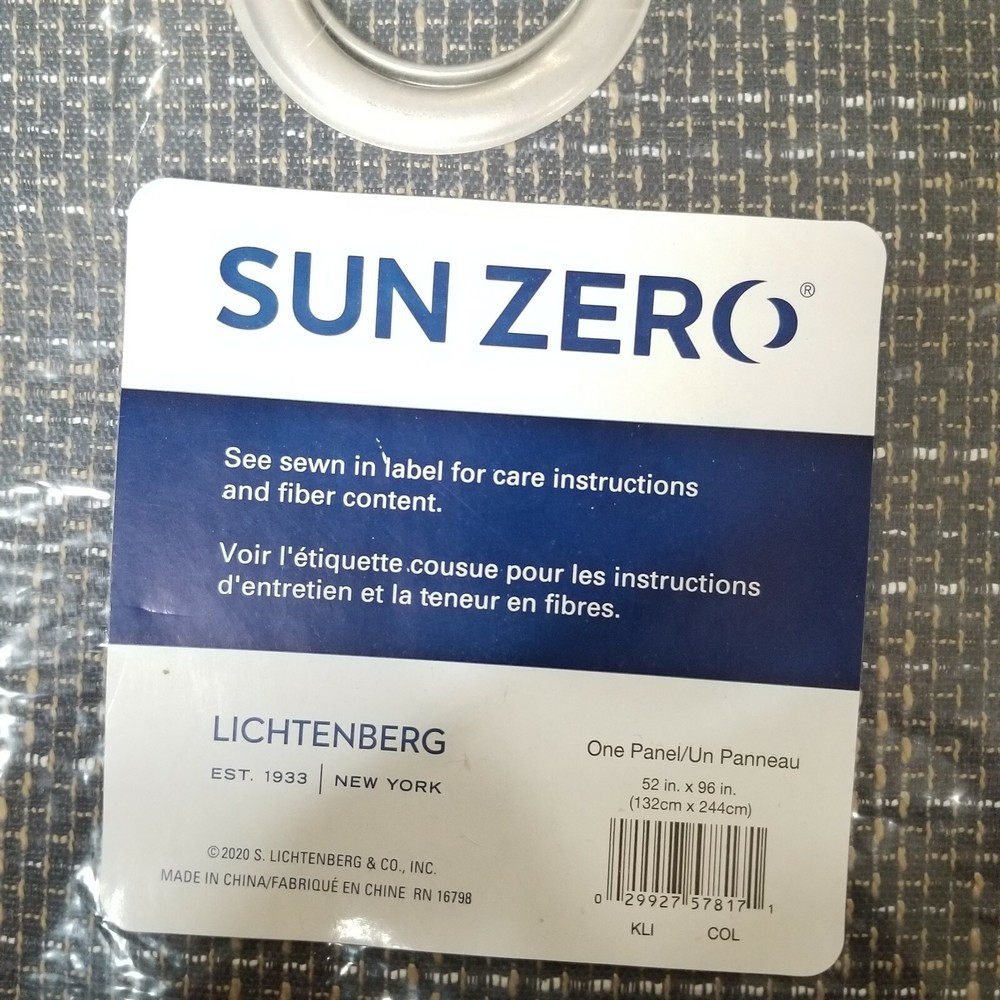 SUN ZERO®
See sewn in label for care instructions
and fiber content.
Voir l'étiquette cousue pour les instructions
d'entretien et la teneur en fibres.
LICHTENBERG
EST. 1933 | NEW YORK
©2020 S. LICHTENBERG & CO., INC.
MADE IN CHINA/FABRIQUÉ EN CHINE RN 16798
One Panel/Un Panneau
52 in. x 96 in.
(132cm x 244cm)
0 29927 57817 1
KLI COL